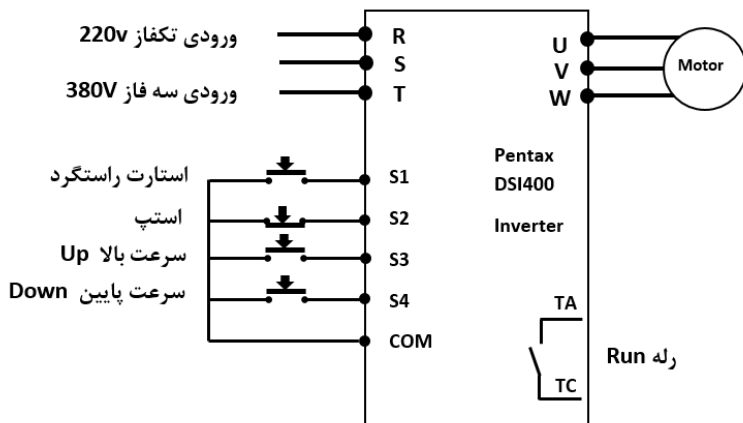 ورودی تکفاز 220v
R
S
ورودی سه فاز 380V
T
U
V
W
Motor
Pentax
DSI400
Inverter
استارت راستگرد
S1
استپ
S2
سرعت بالا Up
S3
سرعت پایین Down
S4
COM
TA
رله Run
TC